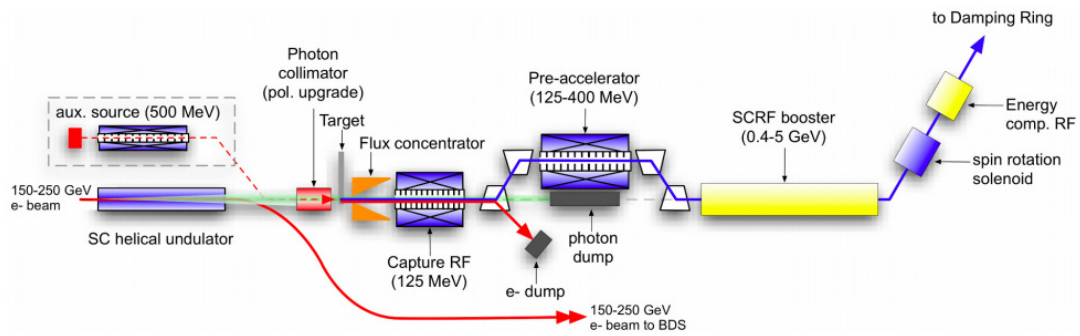 to Damping Ring
Photon
collimator
(pol. upgrade)
Pre-accelerator
(125-400 MeV)
aux. source (500 MeV)
Target
SCRF booster
(0.4-5 GeV)
Energy
comp. RF
Flux concentrator
spin rotation
solenoid
150-250 GeV
e- beam
SC helical undulator
photon
dump
Capture RF
(125 MeV)
e- dump
150-250 GeV
e- beam to BDS